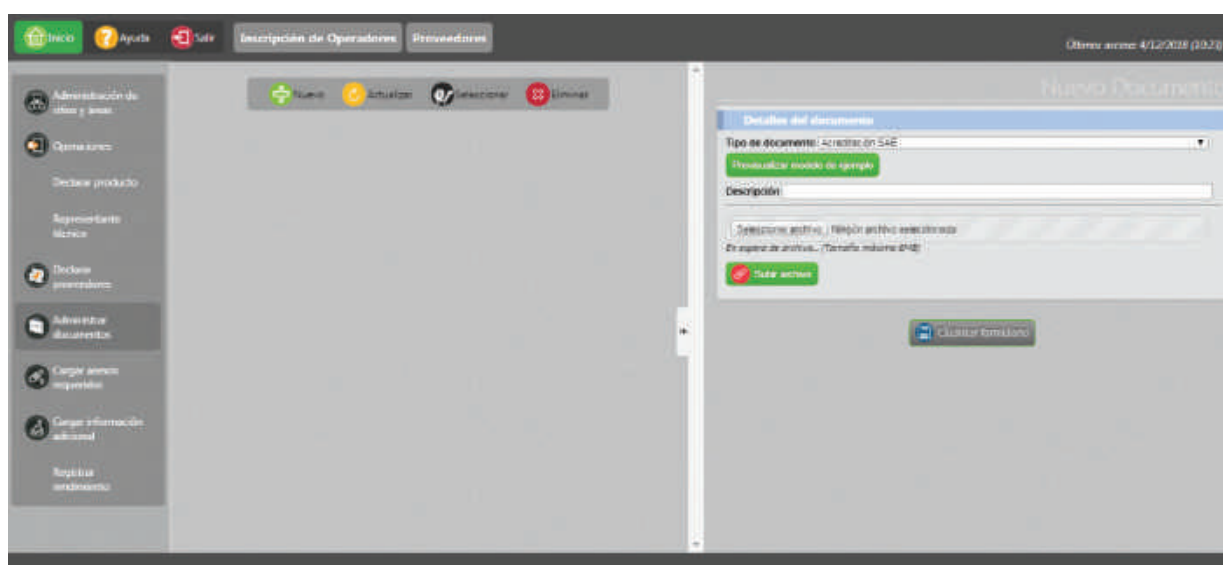 Inicio Ayuda Salir Inscripción de Operadores Proveedores
Último acceso: 4/12/2018 (10:23)
Administración de
sitios y áreas
Operaciones
Declarar producto
Representante
técnico
Declarar
proveedores
Administrar
documentos
Cargar anexos
requeridos
Cargar información
adicional
Registrar
rendimiento
Nuevo Actualizar Seleccionar Eliminar
Nuevo Documento
Detalles del documento
Tipo de documento: Acreditación SAE
Previsualizar modelo de ejemplo
Descripción
Seleccionar archivo Ningún archivo seleccionado
En espera de archivo... (Tamaño máximo 6MB)
Subir archivo
formulario